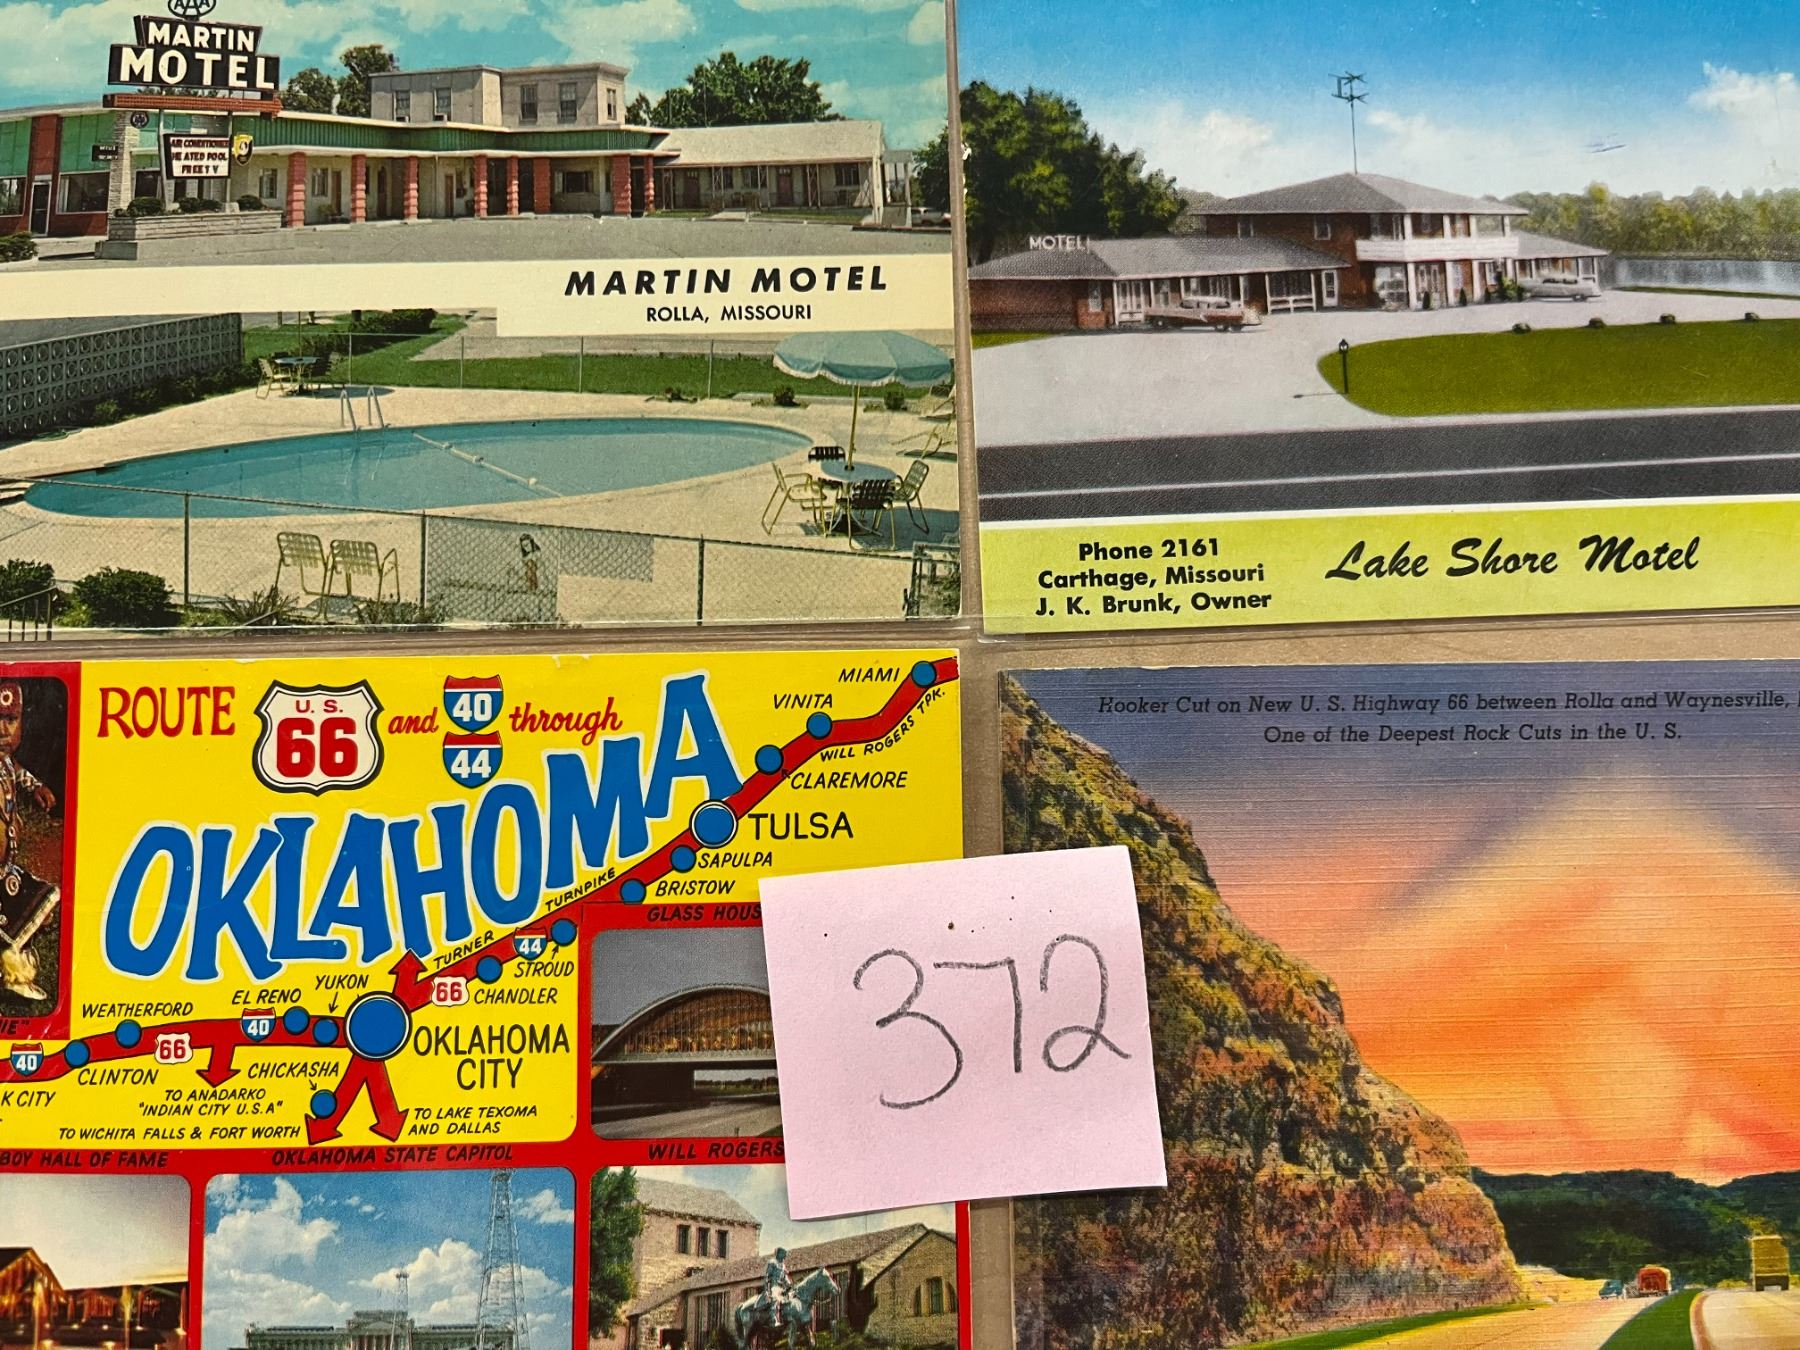 AAA
MARTIN
MOTEL
AIR CONDITIONED
HEATED POOL
FREE TV
MARTIN MOTEL
ROLLA, MISSOURI
MOTEL
Phone 2161
Carthage, Missouri
J. K. Brunk, Owner
Lake Shore Motel
ROUTE U.S. 66 and 40 44 through
OKLAHOMA
MIAMI
VINITA
WILL ROGERS TPK.
CLAREMORE
TULSA
SAPULPA
BRISTOW
TURNPIKE
TURNER
44
STROUD
66
CHANDLER
YUKON
EL RENO
WEATHERFORD
40
66
40
CLINTON
K CITY
OKLAHOMA
CITY
CHICKASHA
TO ANADARKO
"INDIAN CITY U.S.A"
TO WICHITA FALLS & FORT WORTH
TO LAKE TEXOMA
AND DALLAS
GLASS HOUS
IE"
BOY HALL OF FAME
OKLAHOMA STATE CAPITOL
WILL ROGERS
372
Hooker Cut on New U. S. Highway 66 between Rolla and Waynesville,
One of the Deepest Rock Cuts in the U. S.